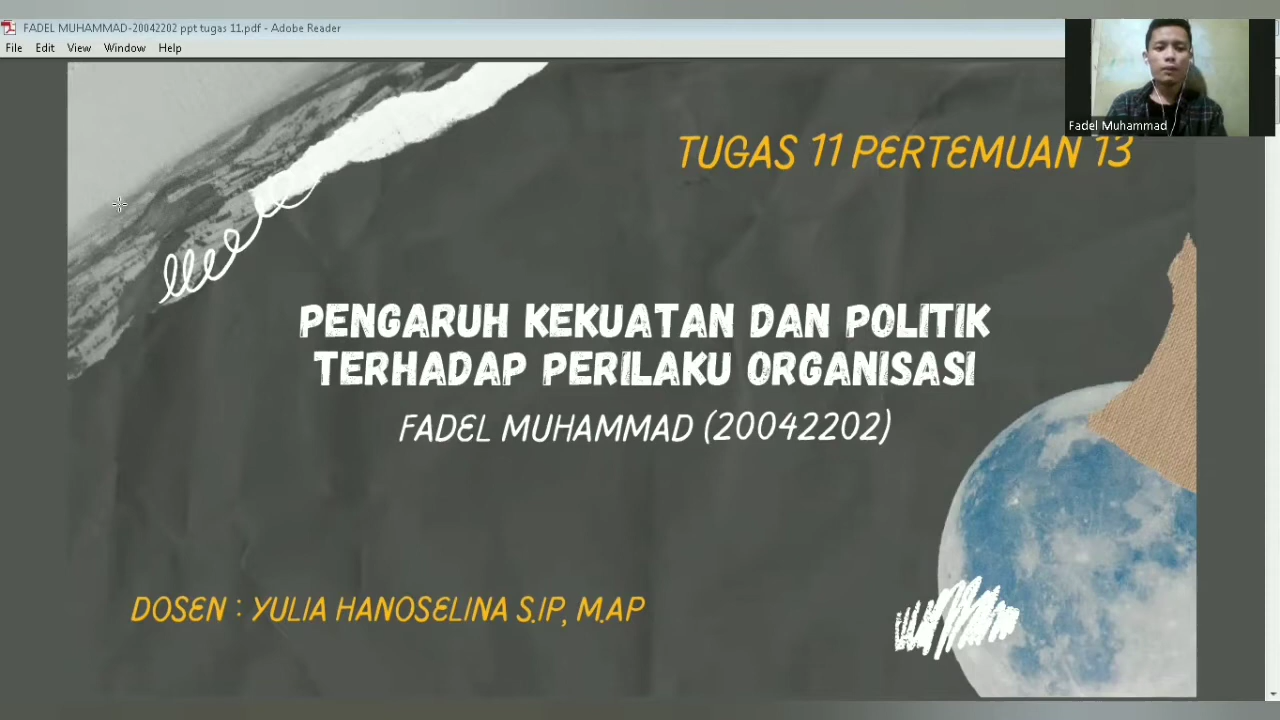 FADEL MUHAMMAD-20042202 ppt tugas 11.pdf - Adobe Reader
File Edit View Window Help
Fadel Muhammad
TUGAS 11 PERTEMUAN 13
PENGARUH KEKUATAN DAN POLITIK
TERHADAP PERILAKU ORGANISASI
FADEL MUHAMMAD (20042202)
DOSEN : YULIA HANOSELINA S.IP, M.AP